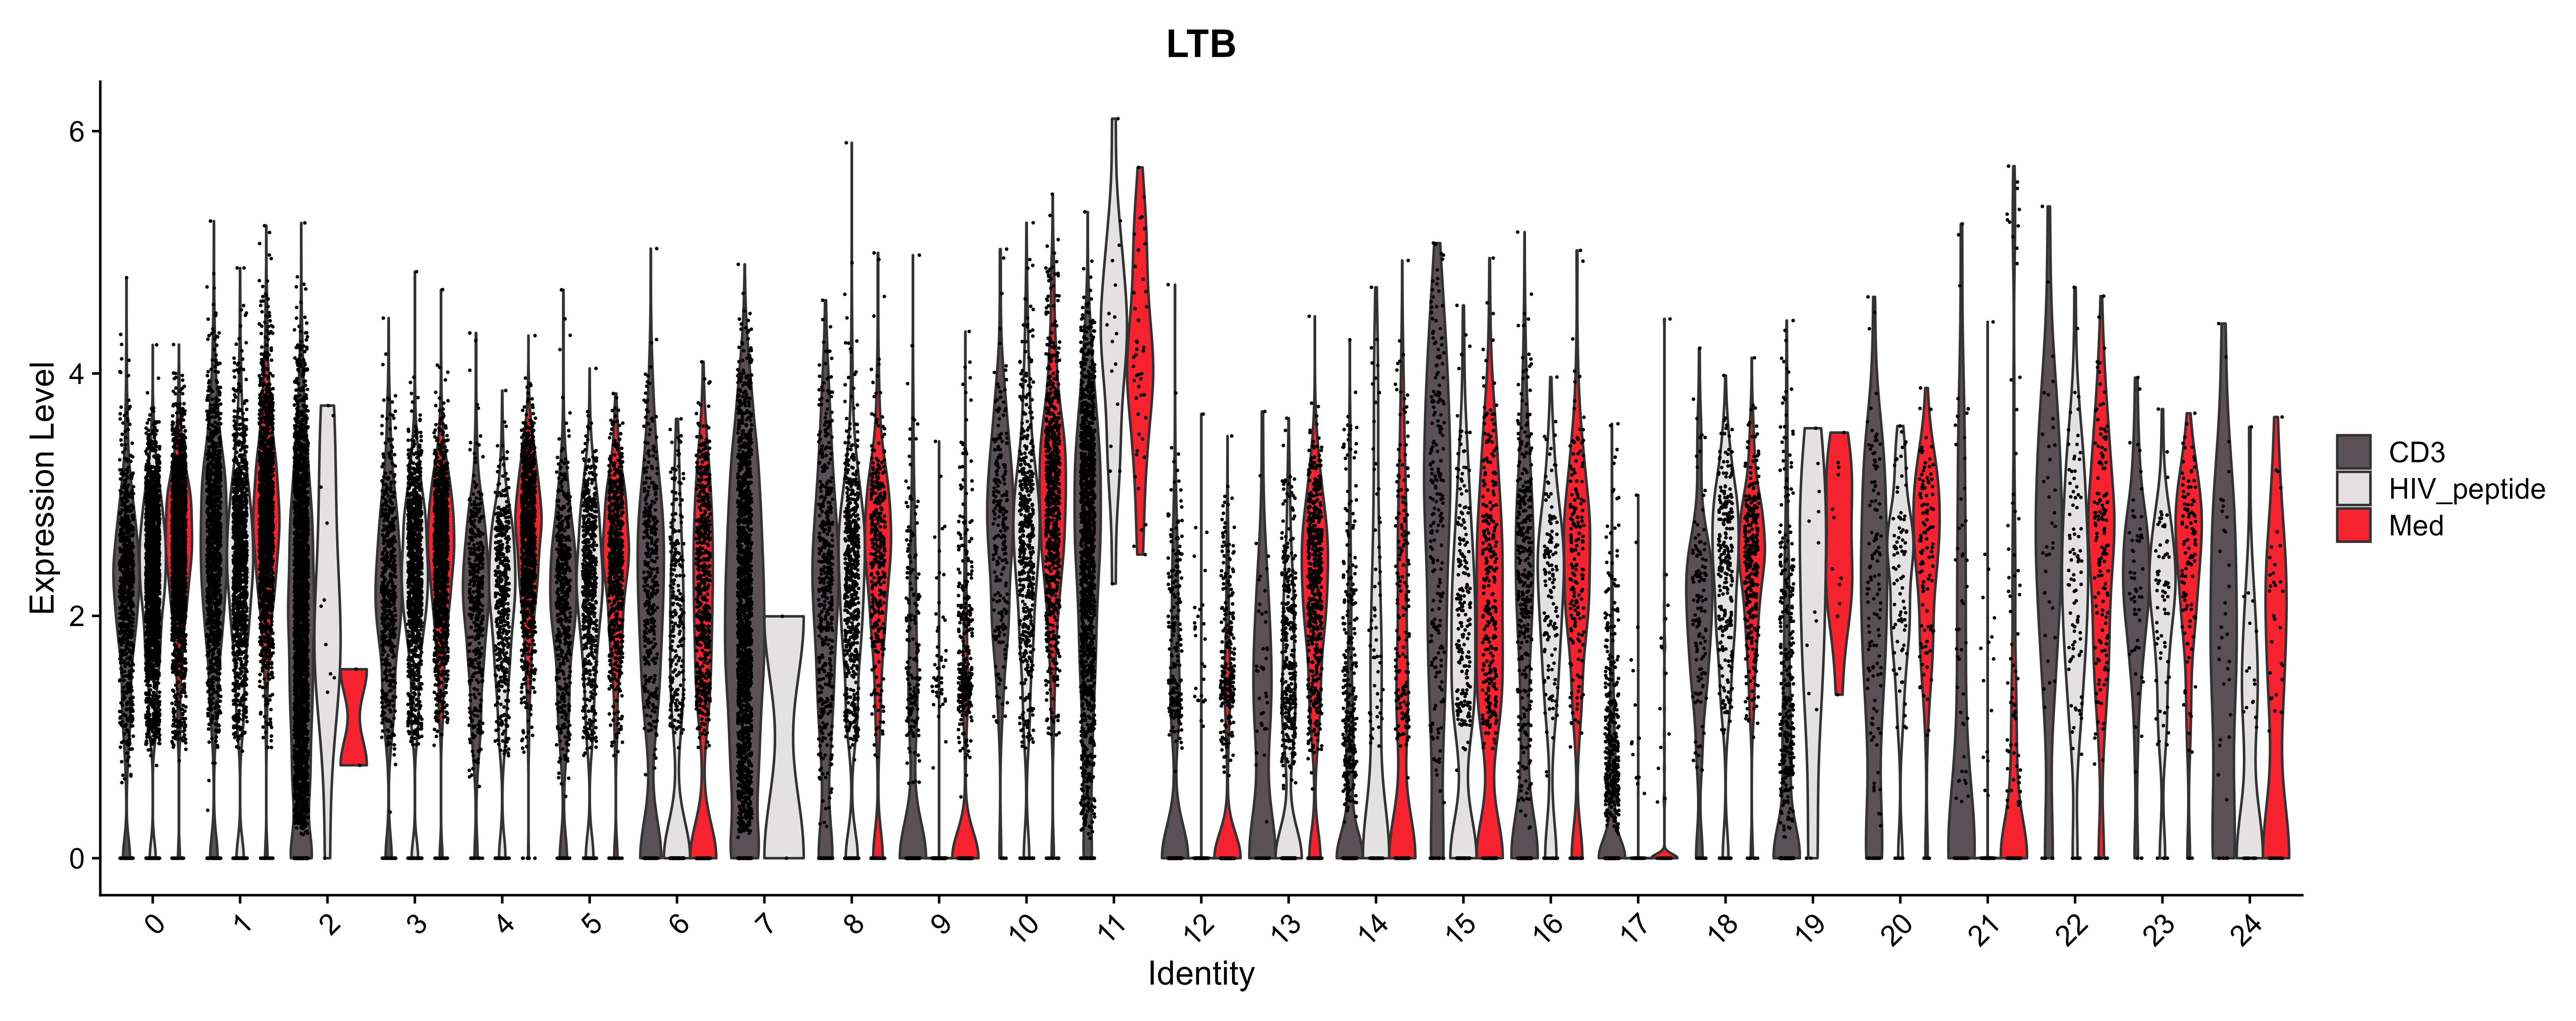 LTB
Expression Level
6
4
2
0
0 1 2 3 4 5 6 7 8 9 10 11 12 13 14 15 16 17 18 19 20 21 22 23 24
Identity
CD3
HIV_peptide
Med